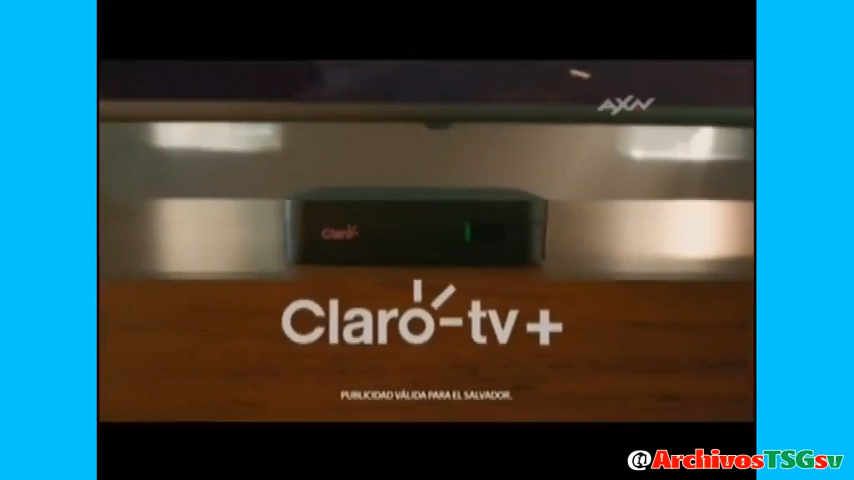 AXN
Claro
Claro-tv+
PUBLICIDAD VÁLIDA PARA EL SALVADOR.
@ArchivosTSGsv